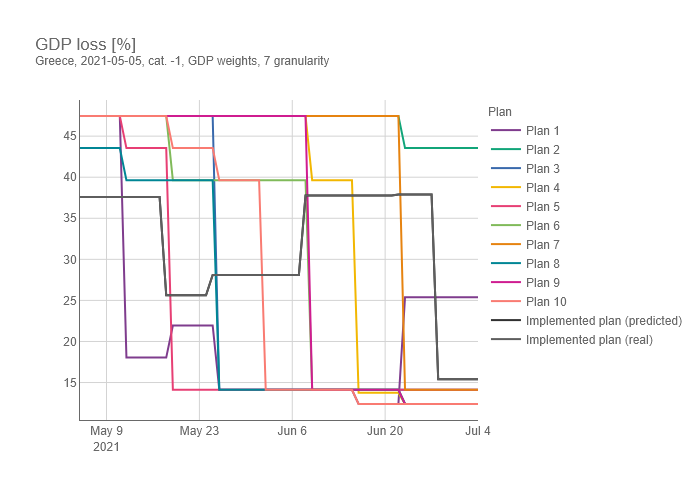 GDP loss [%]
Greece, 2021-05-05, cat. -1, GDP weights, 7 granularity
45
40
35
30
25
20
15
May 9
2021
May 23
Jun 6
Jun 20
Jul 4
Plan
Plan 1
Plan 2
Plan 3
Plan 4
Plan 5
Plan 6
Plan 7
Plan 8
Plan 9
Plan 10
Implemented plan (predicted)
Implemented plan (real)